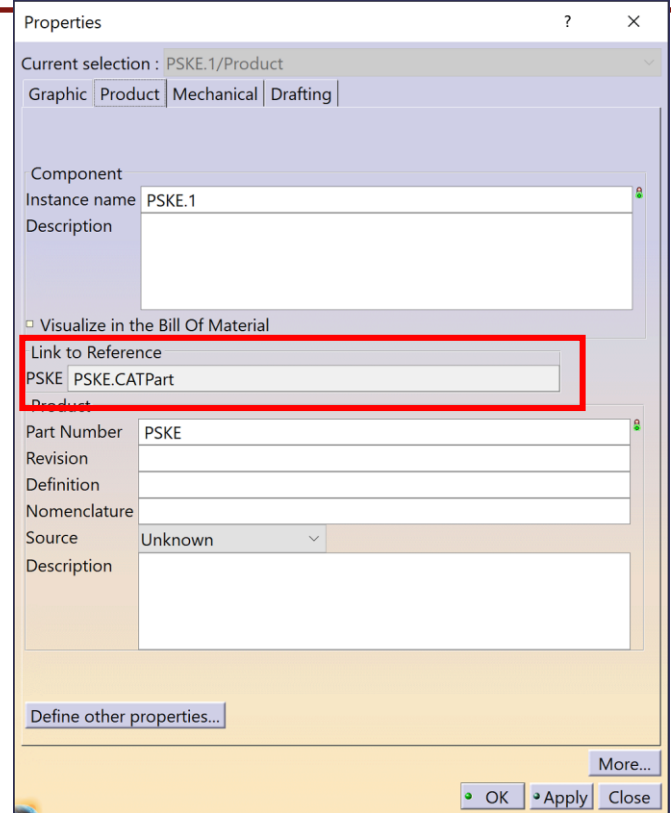 Properties ? ×
Current selection : PSKE.1/Product
Graphic Product Mechanical Drafting
Component
Instance name PSKE.1
Description
Visualize in the Bill Of Material
Link to Reference
PSKE PSKE.CATPart
Product
Part Number PSKE
Revision
Definition
Nomenclature
Source Unknown
Description
Define other properties...
More...
OK Apply Close